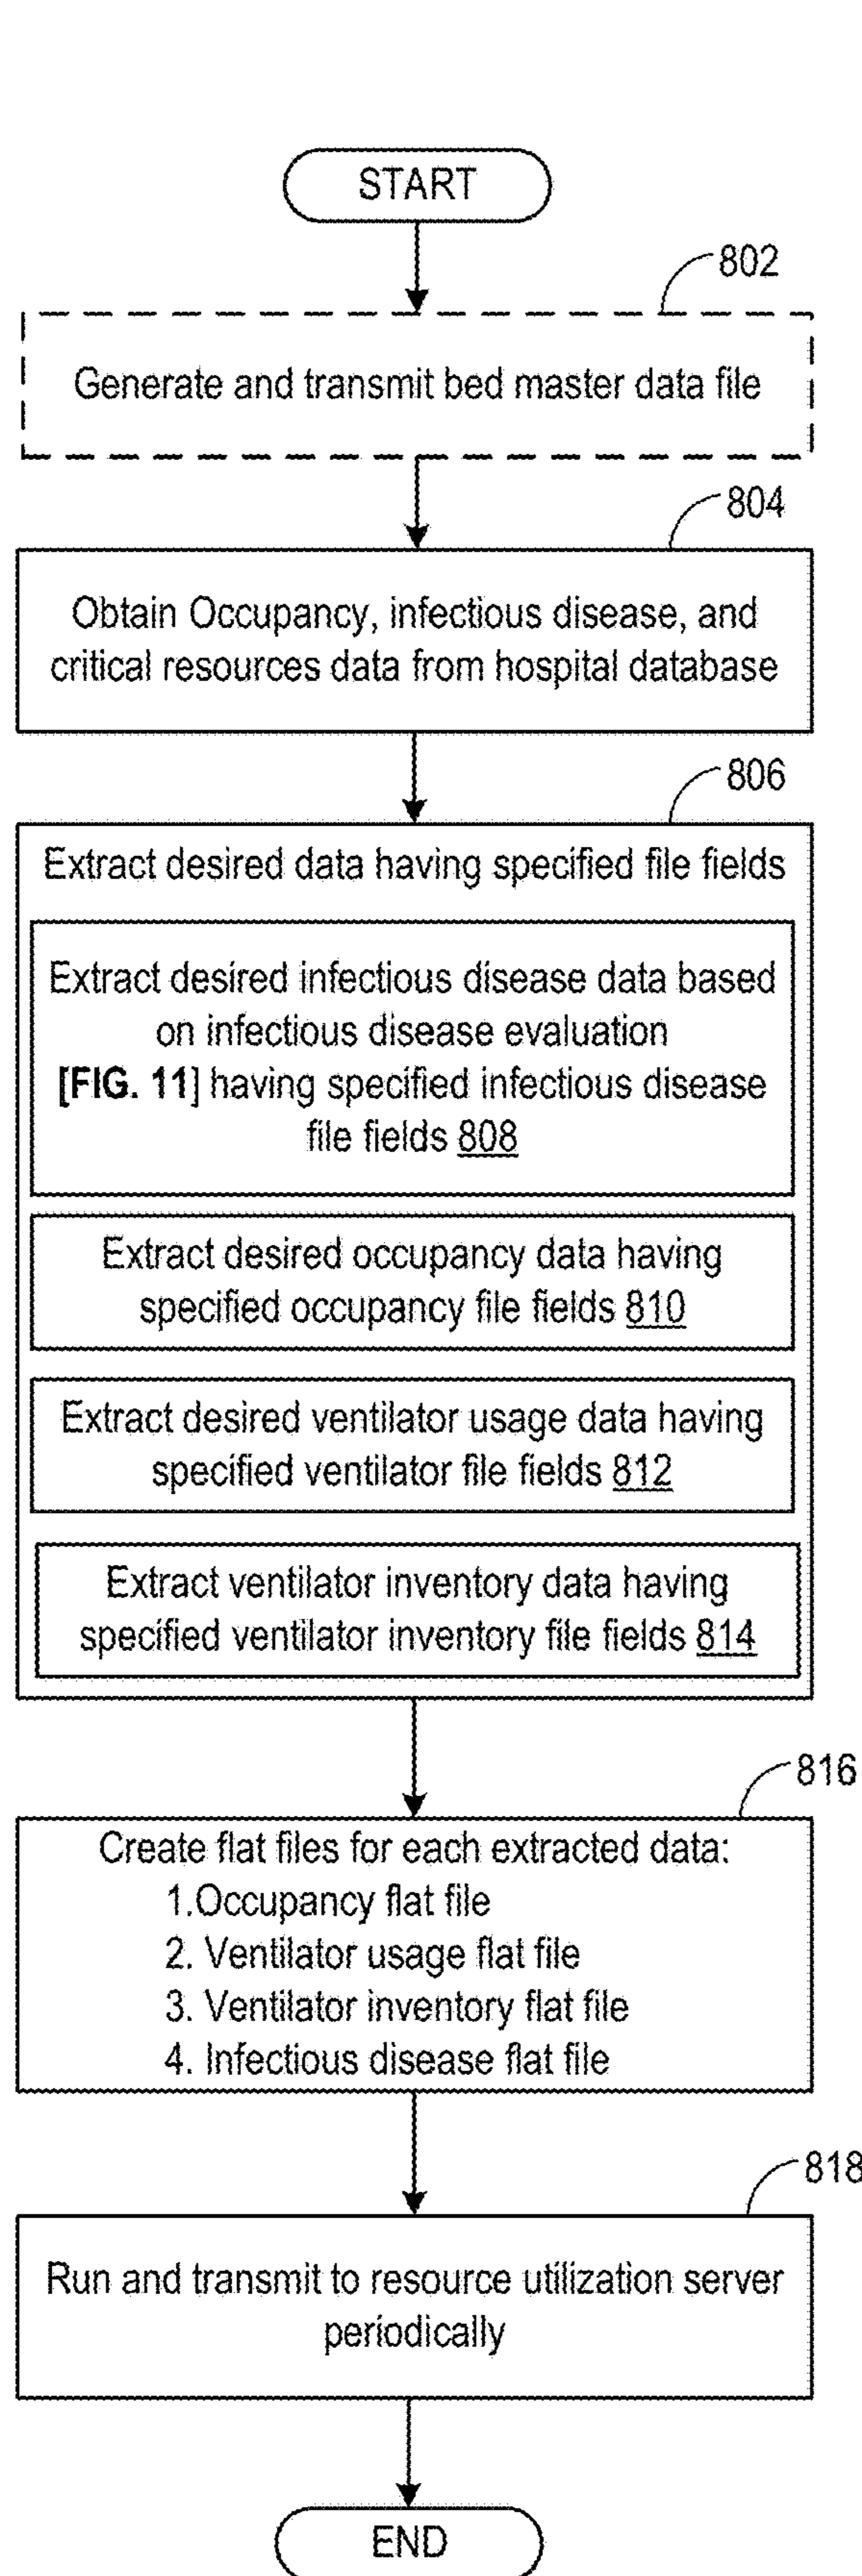 START
802
Generate and transmit bed master data file
804
Obtain Occupancy, infectious disease, and
critical resources data from hospital database
806
Extract desired data having specified file fields
Extract desired infectious disease data based
on infectious disease evaluation
[FIG. 11] having specified infectious disease
file fields 808
Extract desired occupancy data having
specified occupancy file fields 810
Extract desired ventilator usage data having
specified ventilator file fields 812
Extract ventilator inventory data having
specified ventilator inventory file fields 814
816
Create flat files for each extracted data:
1.Occupancy flat file
2. Ventilator usage flat file
3. Ventilator inventory flat file
4. Infectious disease flat file
818
Run and transmit to resource utilization server
periodically
END